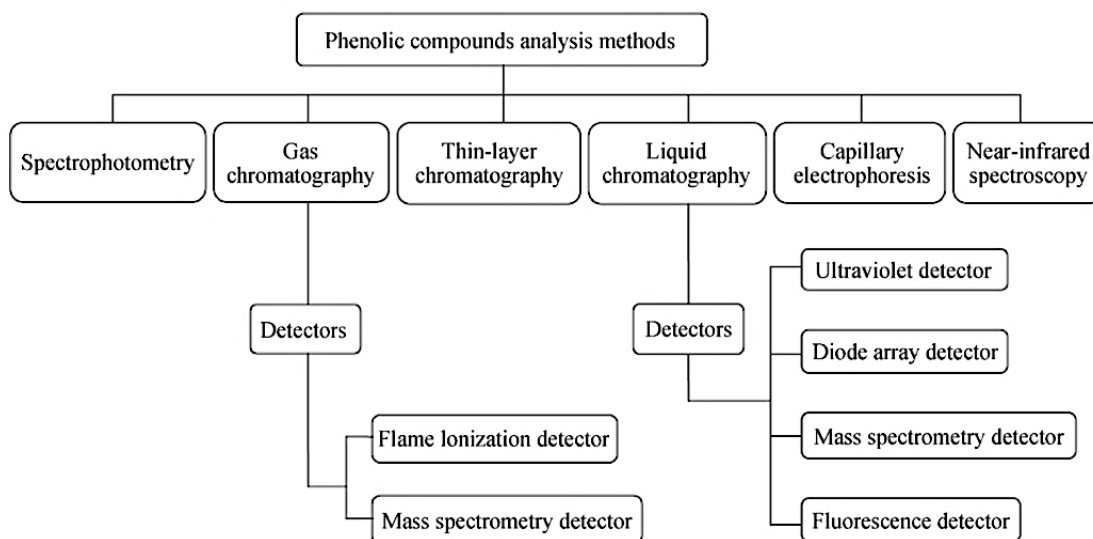 Phenolic compounds analysis methods
Spectrophotometry
Gas
chromatography
Thin-layer
chromatography
Liquid
chromatography
Capillary
electrophoresis
Near-infrared
spectroscopy
Detectors
Flame Ionization detector
Mass spectrometry detector
Detectors
Ultraviolet detector
Diode array detector
Mass spectrometry detector
Fluorescence detector